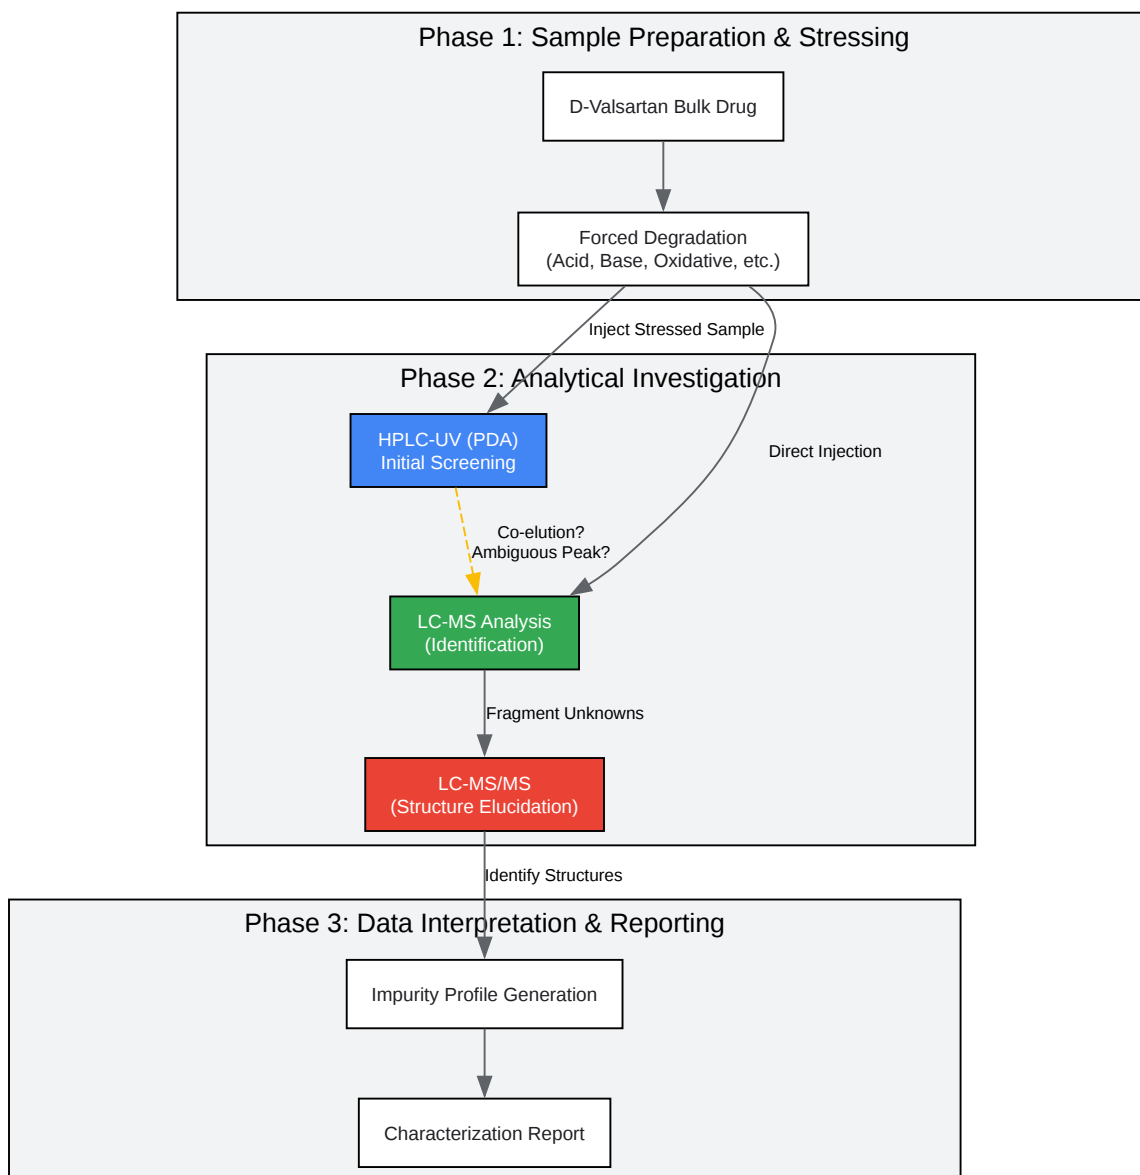 Phase 1: Sample Preparation & Stressing
D-Valsartan Bulk Drug
Forced Degradation
(Acid, Base, Oxidative, etc.)
Inject Stressed Sample
Phase 2: Analytical Investigation
HPLC-UV (PDA)
Initial Screening
Direct Injection
Co-elution?
Ambiguous Peak?
LC-MS Analysis
(Identification)
Fragment Unknowns
LC-MS/MS
(Structure Elucidation)
Identify Structures
Phase 3: Data Interpretation & Reporting
Impurity Profile Generation
Characterization Report